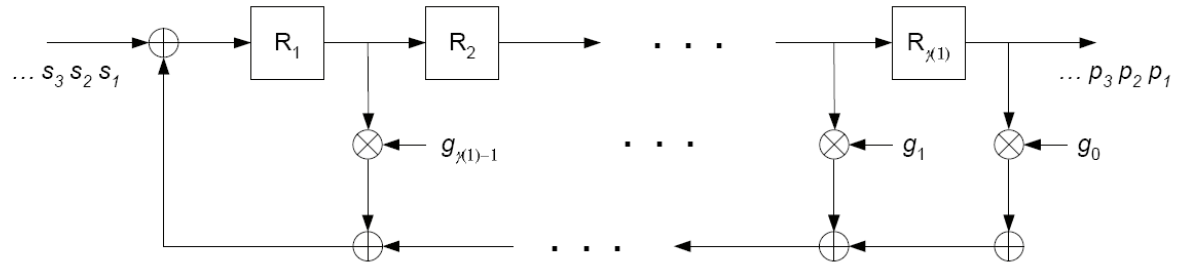 R₁ R₂ . . . R𝛾(1)
... s₃ s₂ s₁ ... p₃ p₂ p₁
g𝛾(1)−1 . . . g₁ g₀
. . .